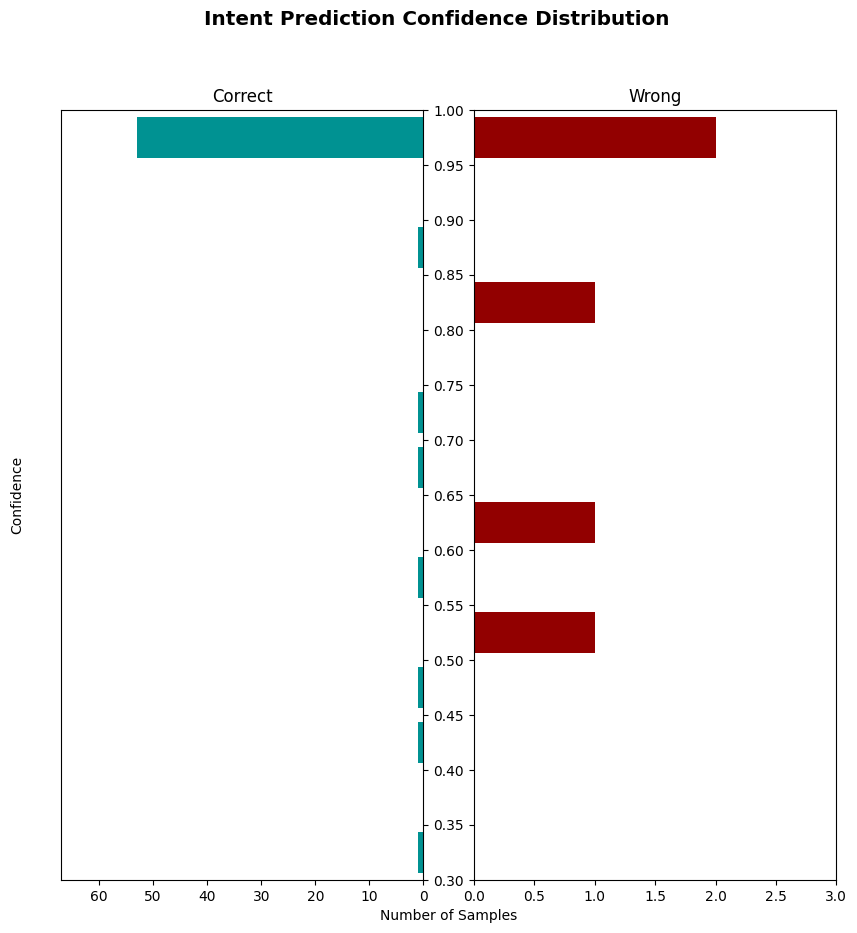 Intent Prediction Confidence Distribution
Correct
Wrong
1.00
0.95
0.90
0.85
0.80
0.75
0.70
0.65
0.60
0.55
0.50
0.45
0.40
0.35
0.30
Confidence
60 50 40 30 20 10 0
0.0 0.5 1.0 1.5 2.0 2.5 3.0
Number of Samples